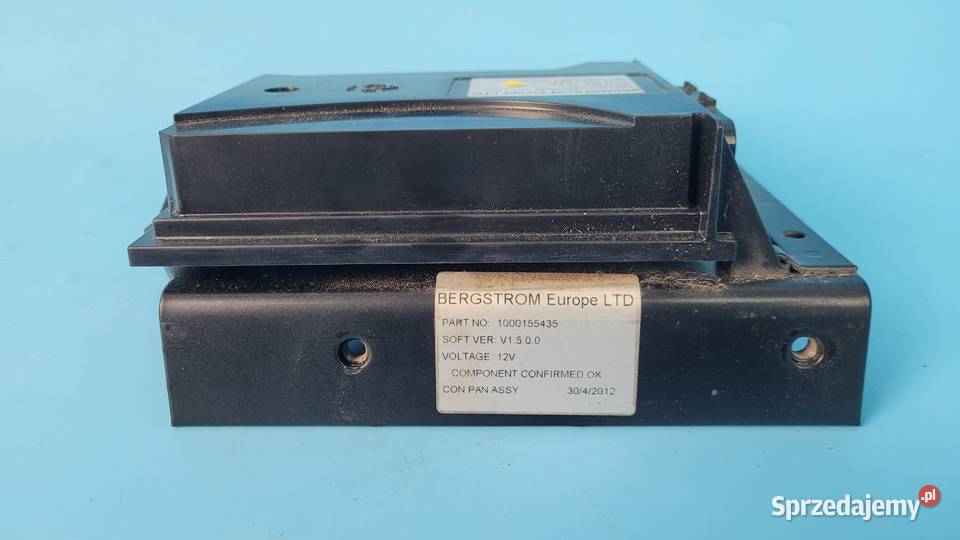 BERGSTROM Europe LTD
PART NO: 1000155435
SOFT VER: V1.5.0.0
VOLTAGE: 12V
COMPONENT CONFIRMED OK
CON PAN ASSY 30/4/2012
Sprzedajemy.pl